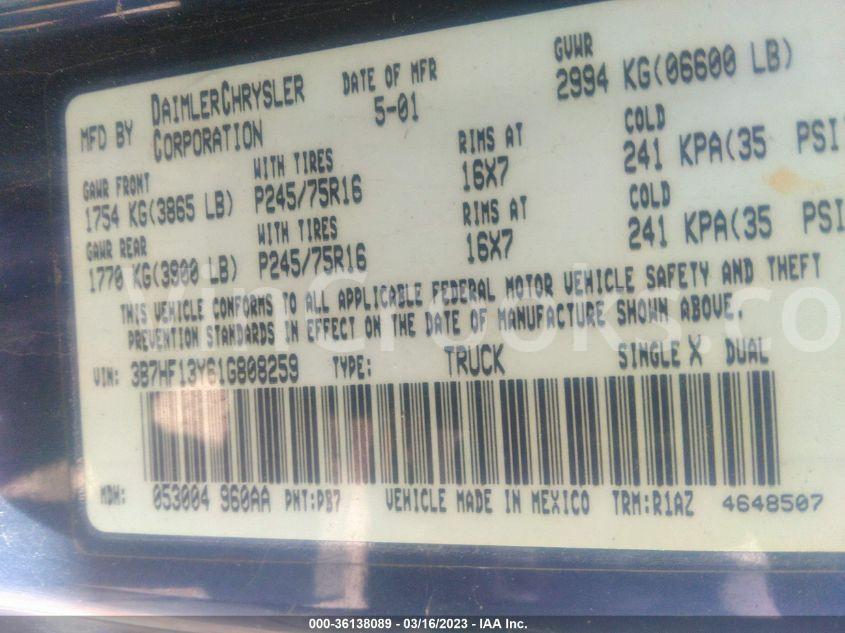 MFD BY DAIMLERCHRYSLER CORPORATION DATE OF MFR 5-01 GVWR 2994 KG(06600 LB)
GAWR FRONT WITH TIRES RIMS AT COLD
1754 KG(3865 LB) P245/75R16 16X7 241 KPA(35 PSI
GAWR REAR WITH TIRES RIMS AT COLD
1770 KG(3900 LB) P245/75R16 16X7 241 KPA(35 PSI
THIS VEHICLE CONFORMS TO ALL APPLICABLE FEDERAL MOTOR VEHICLE SAFETY AND THEFT
PREVENTION STANDARDS IN EFFECT ON THE DATE OF MANUFACTURE SHOWN ABOVE.
VIN: 3B7HF13Y61G808259 TYPE: TRUCK SINGLE X DUAL
MDH: 053004 960AA PNT:PB7 VEHICLE MADE IN MEXICO TRM:R1AZ 4648507
VinCrooks.co
000-36138089 - 03/16/2023 - IAA Inc.